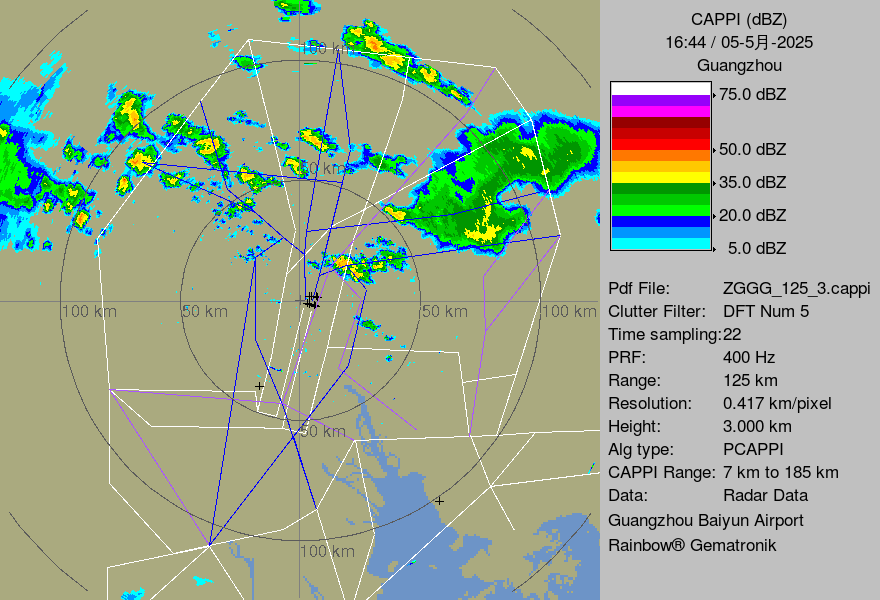 CAPPI (dBZ)
16:44 / 05-5月-2025
Guangzhou
75.0 dBZ
50.0 dBZ
35.0 dBZ
20.0 dBZ
5.0 dBZ
Pdf File: ZGGG_125_3.cappi
Clutter Filter: DFT Num 5
Time sampling:22
PRF: 400 Hz
Range: 125 km
Resolution: 0.417 km/pixel
Height: 3.000 km
Alg type: PCAPPI
CAPPI Range: 7 km to 185 km
Data: Radar Data
Guangzhou Baiyun Airport
Rainbow® Gematronik
100 km
50 km
100 km
50 km
50 km
100 km
50 km
100 km